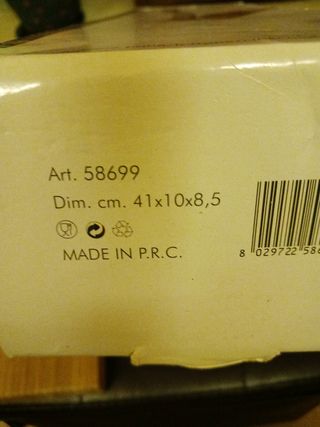 Art. 58699
Dim. cm. 41x10x8,5
MADE IN P.R.C.
8 029722 58